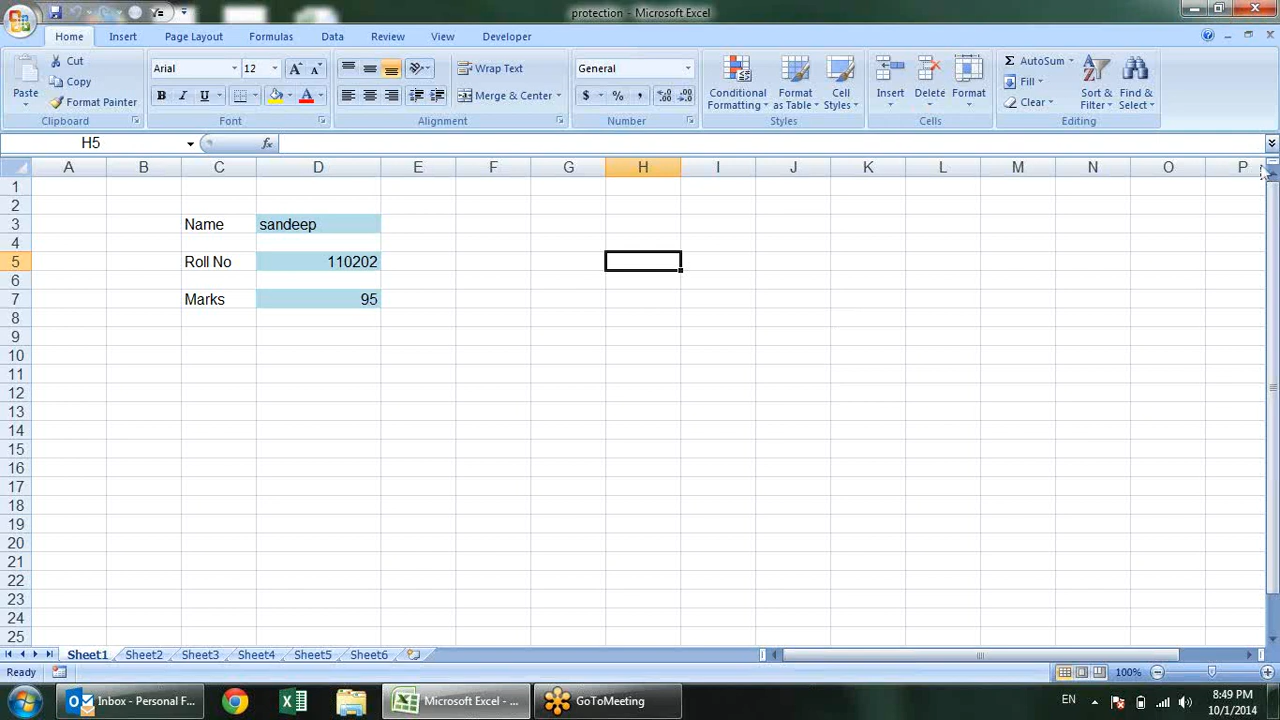 protection - Microsoft Excel
Home Insert Page Layout Formulas Data Review View Developer
Paste
Cut
Copy
Format Painter
Clipboard
Arial 12
B I U
Font
Wrap Text
Merge & Center
Alignment
General
$ % ,
Number
Conditional Formatting
Format as Table
Cell Styles
Styles
Insert Delete Format
Cells
Σ AutoSum
Fill
Clear
Sort & Filter
Find & Select
Editing
H5 fx
A B C D E F G H I J K L M N O P
1
2
3 Name sandeep
4
5 Roll No 110202
6
7 Marks 95
8
9
10
11
12
13
14
15
16
17
18
19
20
21
22
23
24
25
Sheet1 Sheet2 Sheet3 Sheet4 Sheet5 Sheet6
Ready 100%
Inbox - Personal F... Microsoft Excel - ... GoToMeeting EN 8:49 PM
10/1/2014